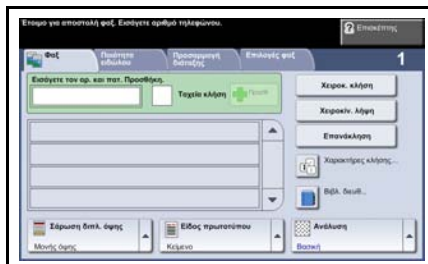 Έτοιμο για αποστολή φαξ. Εισάγετε αριθμό τηλεφώνου.
Επισκέπτης
Φαξ
Ποιότητα ειδώλου
Προσαρμογή διάταξης
Επιλογές φαξ
1
Εισάγετε τον αρ. και πατ. Προσθήκη.
Ταχεία κλήση
Προσθ
Χειροκ. κλήση
Χειροκίν. λήψη
Επανάκληση
Χαρακτήρες κλήσης...
Βιβλ. διευθ...
Σάρωση διπλ. όψης
Μονής όψης
Είδος πρωτοτύπου
Κείμενο
Ανάλυση
Βασική